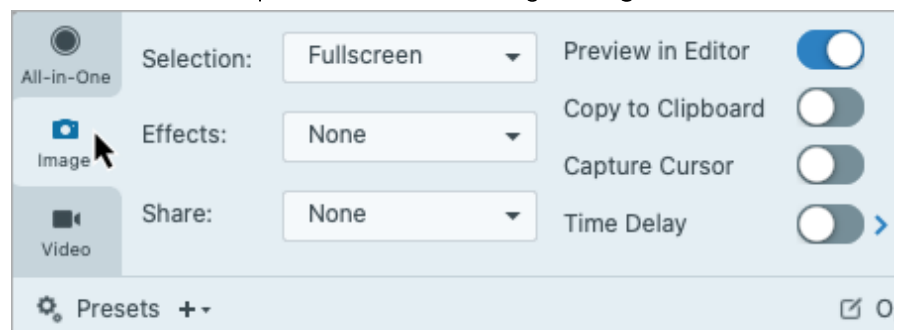 All-in-One
Image
Video
Selection: Fullscreen
Effects: None
Share: None
Preview in Editor
Copy to Clipboard
Capture Cursor
Time Delay
Presets